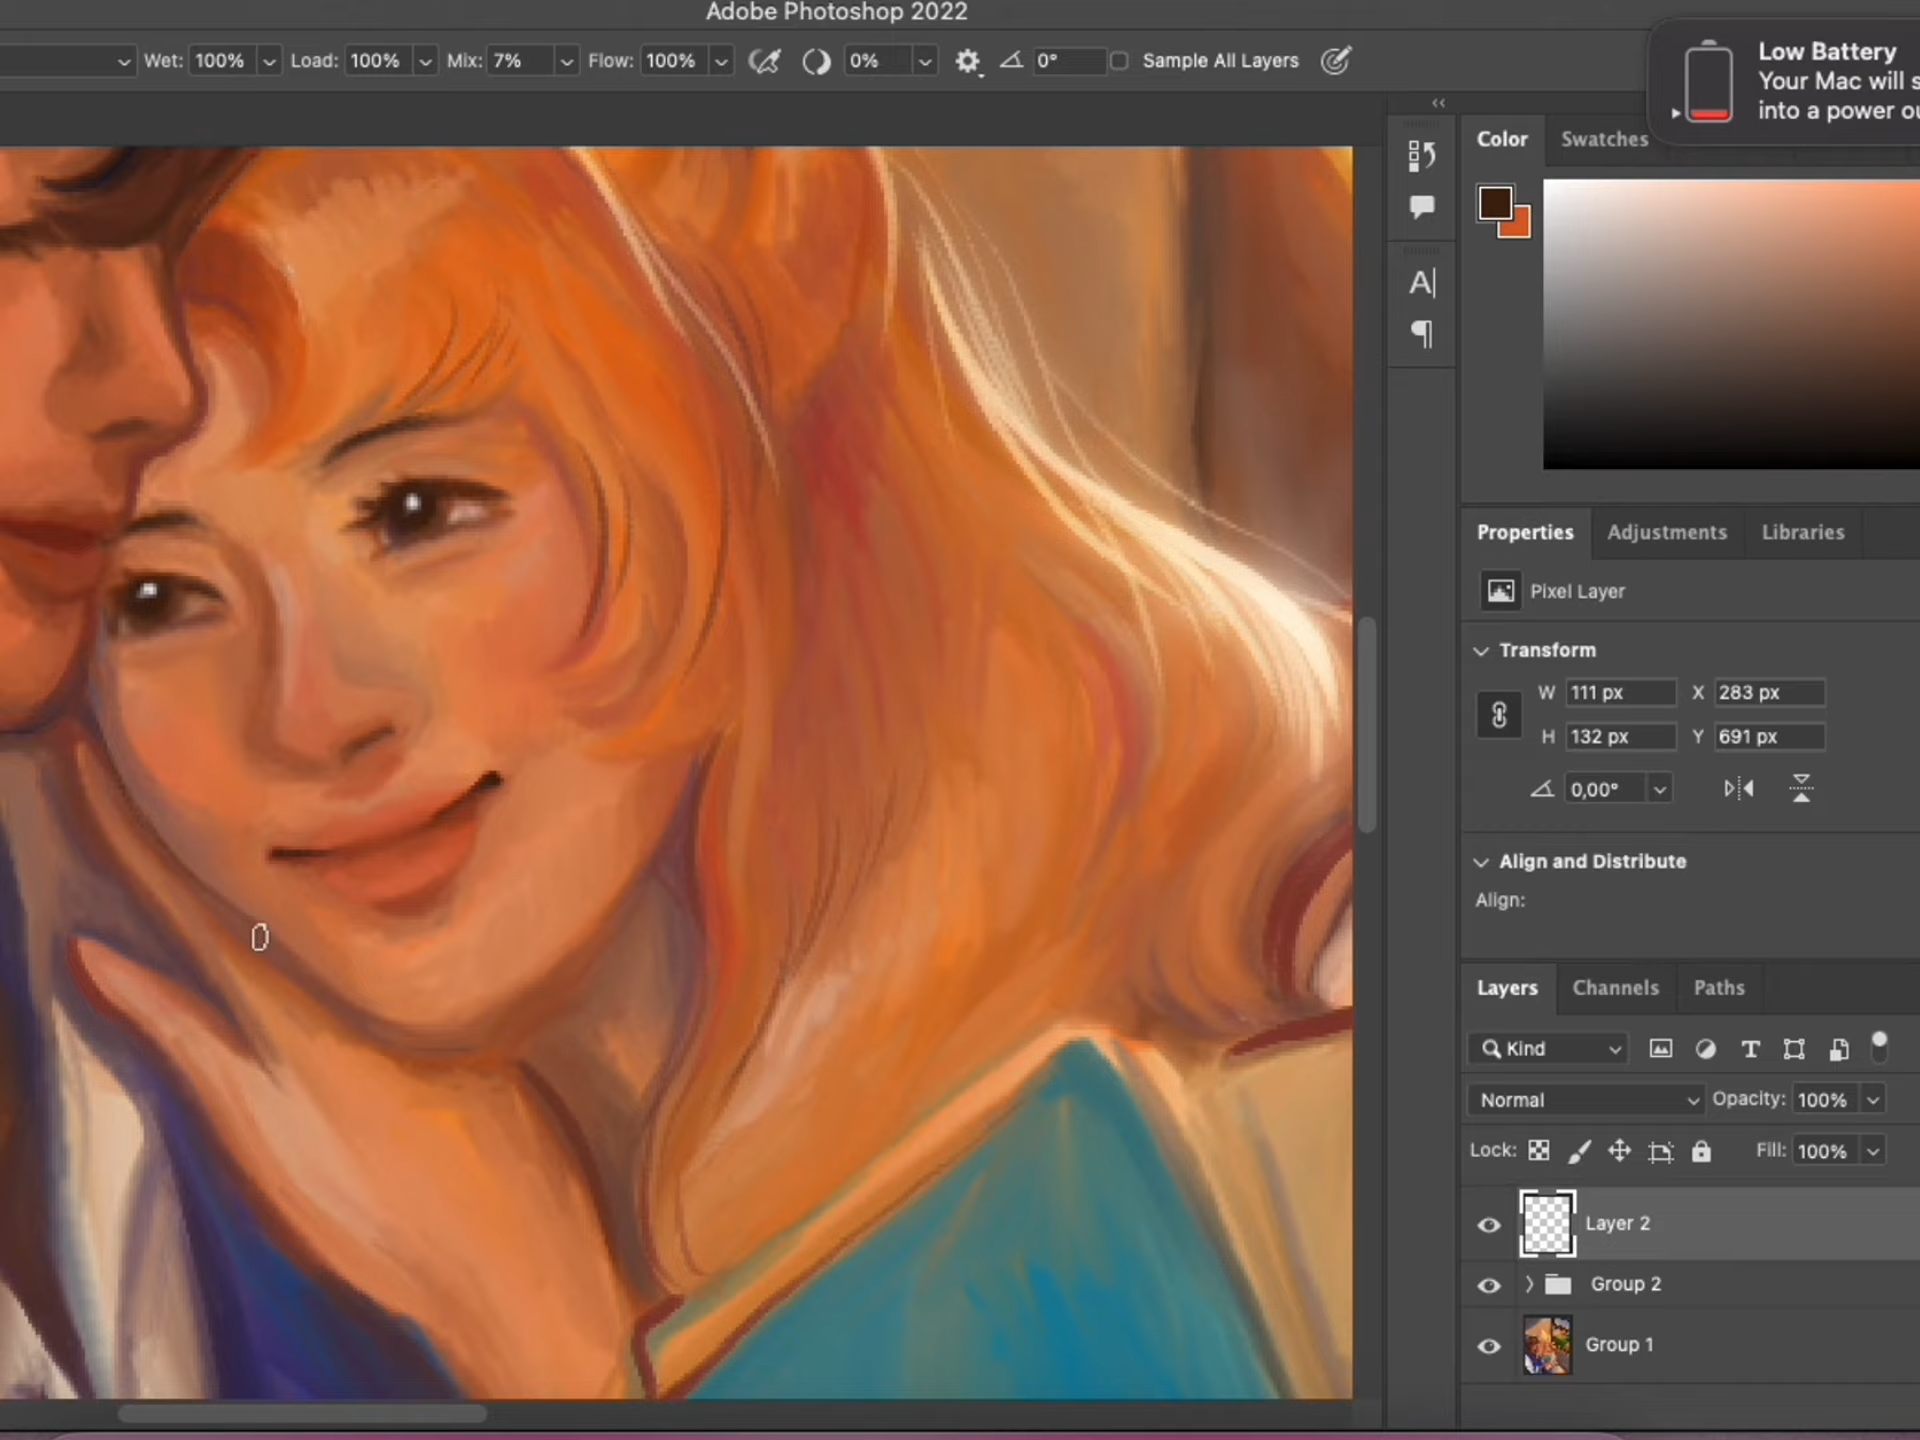 Adobe Photoshop 2022
Wet: 100% Load: 100% Mix: 7% Flow: 100% 0% 0° Sample All Layers
Low Battery
Your Mac will
into a power
Color Swatches
A
Properties Adjustments Libraries
Pixel Layer
Transform
W 111 px X 283 px
H 132 px Y 691 px
0,00°
Align and Distribute
Align:
Layers Channels Paths
Kind
Normal Opacity: 100%
Lock: Fill: 100%
Layer 2
Group 2
Group 1